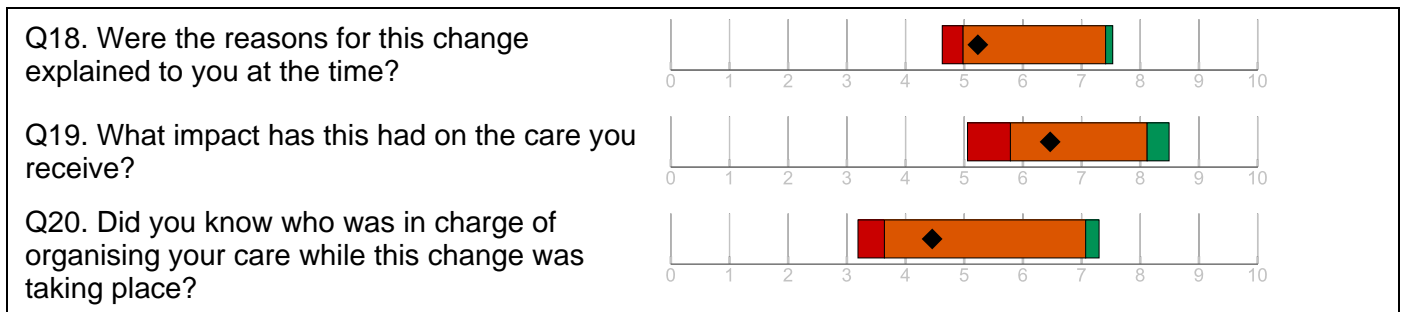 Q18. Were the reasons for this change
explained to you at the time?
0 1 2 3 4 5 6 7 8 9 10
Q19. What impact has this had on the care you
receive?
0 1 2 3 4 5 6 7 8 9 10
Q20. Did you know who was in charge of
organising your care while this change was
taking place?
0 1 2 3 4 5 6 7 8 9 10